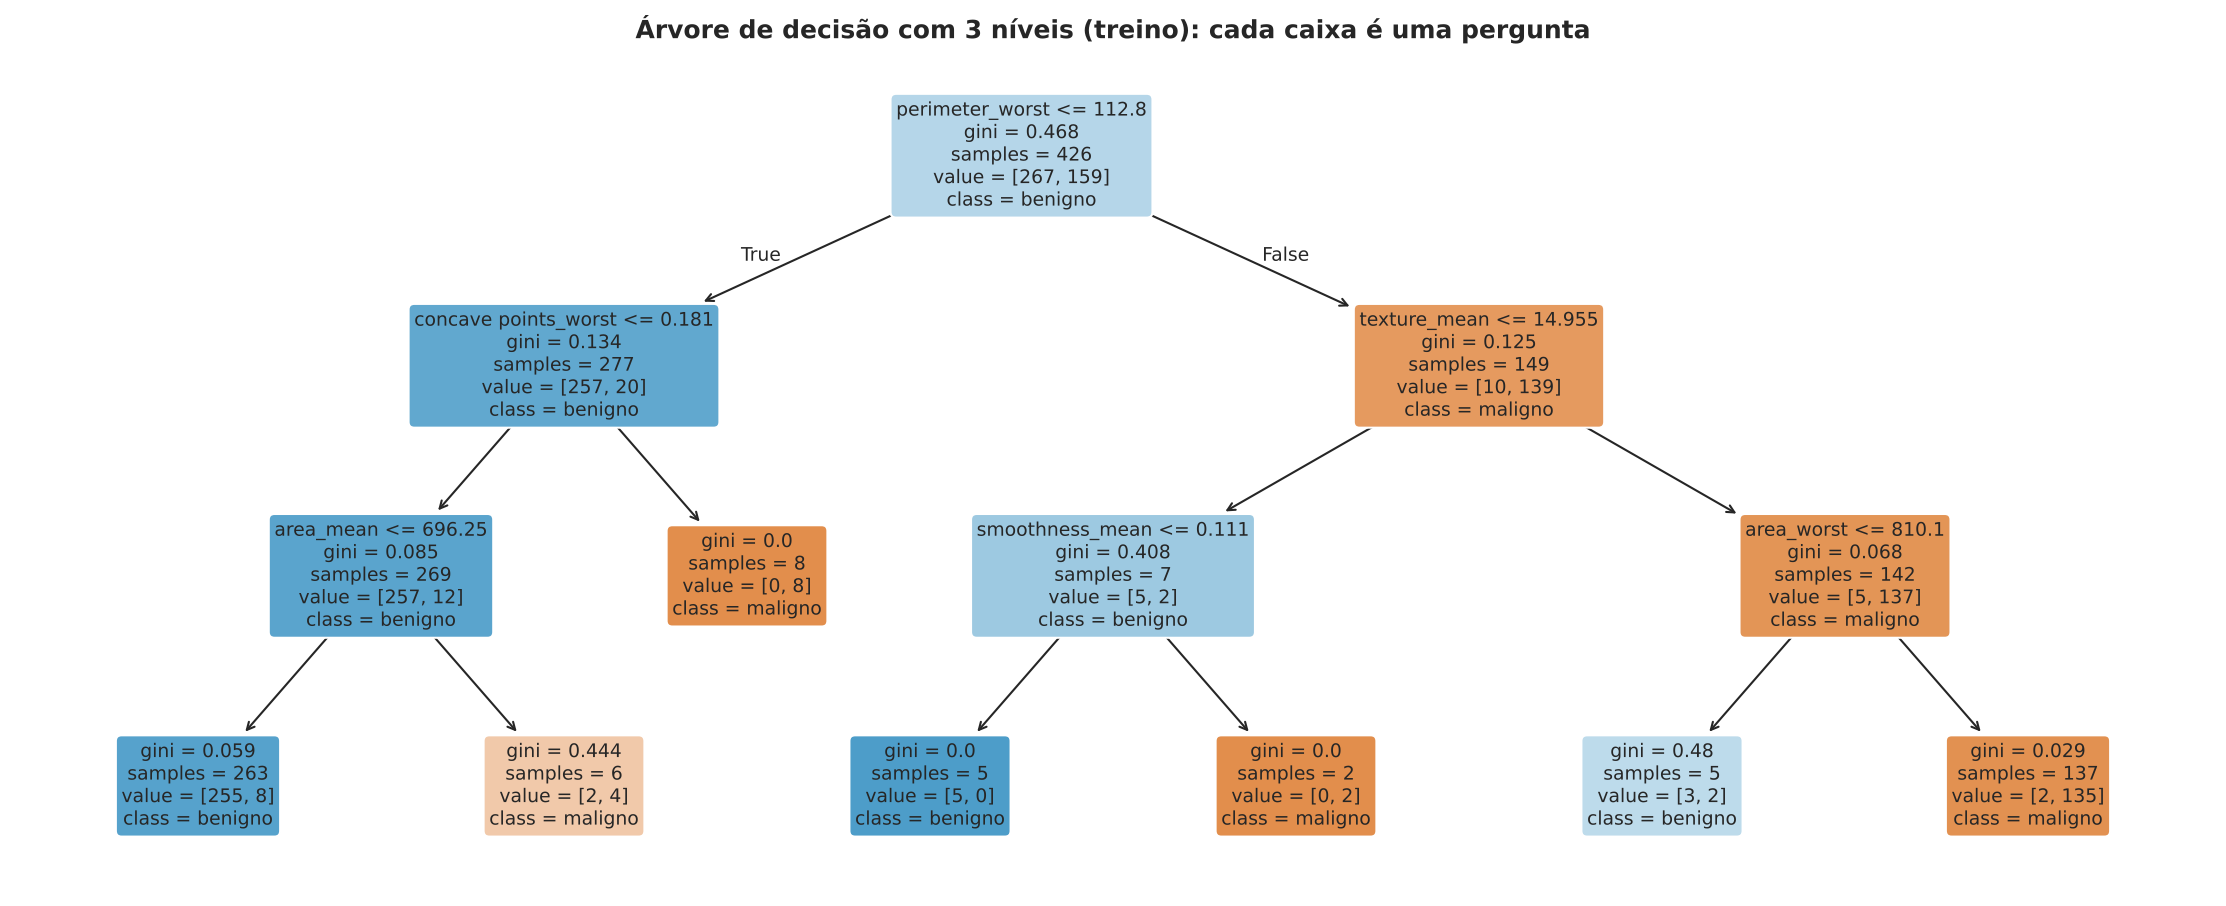 Árvore de decisão com 3 níveis (treino): cada caixa é uma pergunta
perimeter_worst <= 112.8
gini = 0.468
samples = 426
value = [267, 159]
class = benigno
True
False
concave points_worst <= 0.181
gini = 0.134
samples = 277
value = [257, 20]
class = benigno
texture_mean <= 14.955
gini = 0.125
samples = 149
value = [10, 139]
class = maligno
area_mean <= 696.25
gini = 0.085
samples = 269
value = [257, 12]
class = benigno
gini = 0.0
samples = 8
value = [0, 8]
class = maligno
smoothness_mean <= 0.111
gini = 0.408
samples = 7
value = [5, 2]
class = benigno
area_worst <= 810.1
gini = 0.068
samples = 142
value = [5, 137]
class = maligno
gini = 0.059
samples = 263
value = [255, 8]
class = benigno
gini = 0.444
samples = 6
value = [2, 4]
class = maligno
gini = 0.0
samples = 5
value = [5, 0]
class = benigno
gini = 0.0
samples = 2
value = [0, 2]
class = maligno
gini = 0.48
samples = 5
value = [3, 2]
class = benigno
gini = 0.029
samples = 137
value = [2, 135]
class = maligno